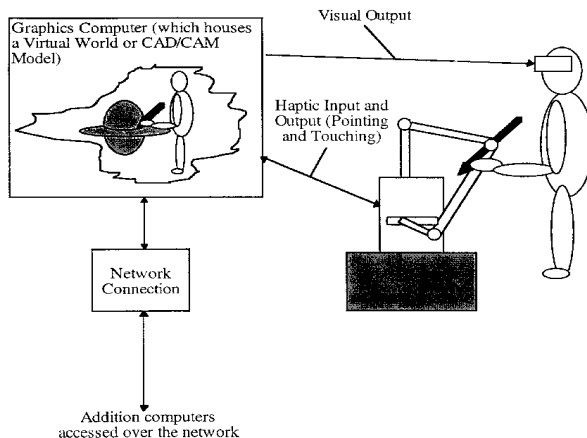 Graphics Computer (which houses
a Virtual World or CAD/CAM
Model)
Visual Output
Haptic Input and
Output (Pointing
and Touching)
Network
Connection
Addition computers
accessed over the network